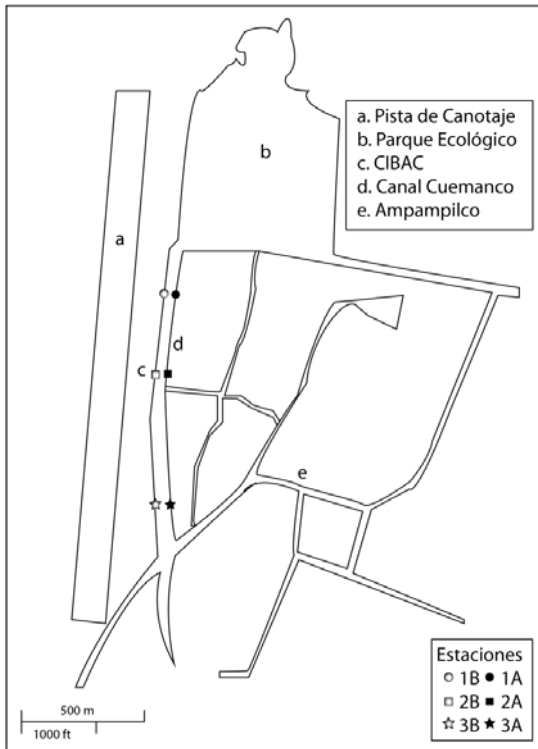 b
a. Pista de Canotaje
b. Parque Ecológico
c. CIBAC
d. Canal Cuemanco
e. Ampampilco
a
d
c
e
Estaciones
1B 1A
2B 2A
3B 3A
500 m
1000 ft